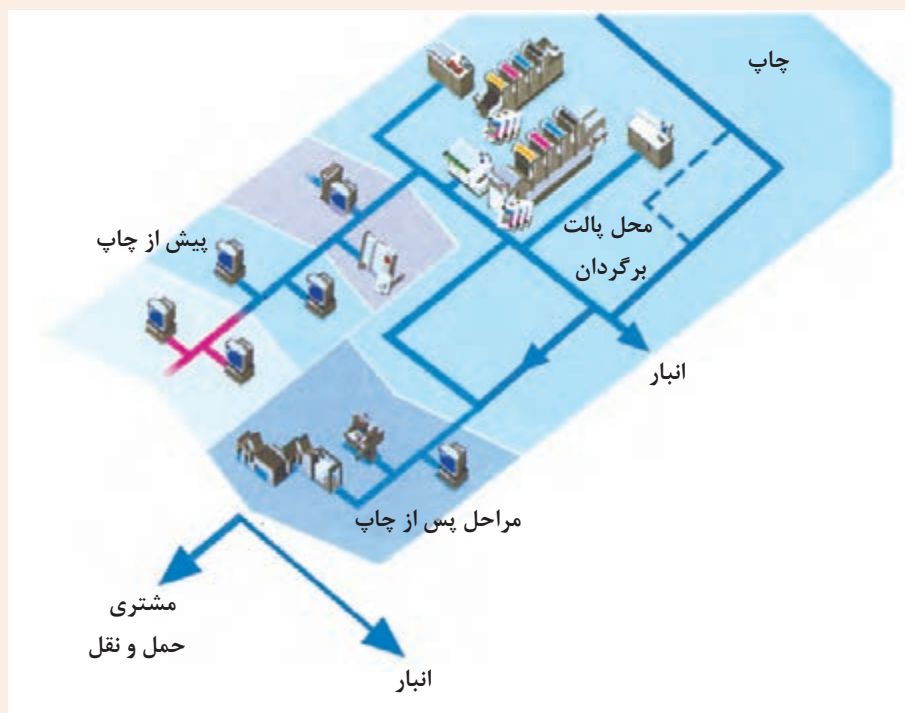 چاپ
محل پالت
برگردان
پیش از چاپ
انبار
مراحل پس از چاپ
مشتری
حمل و نقل
انبار